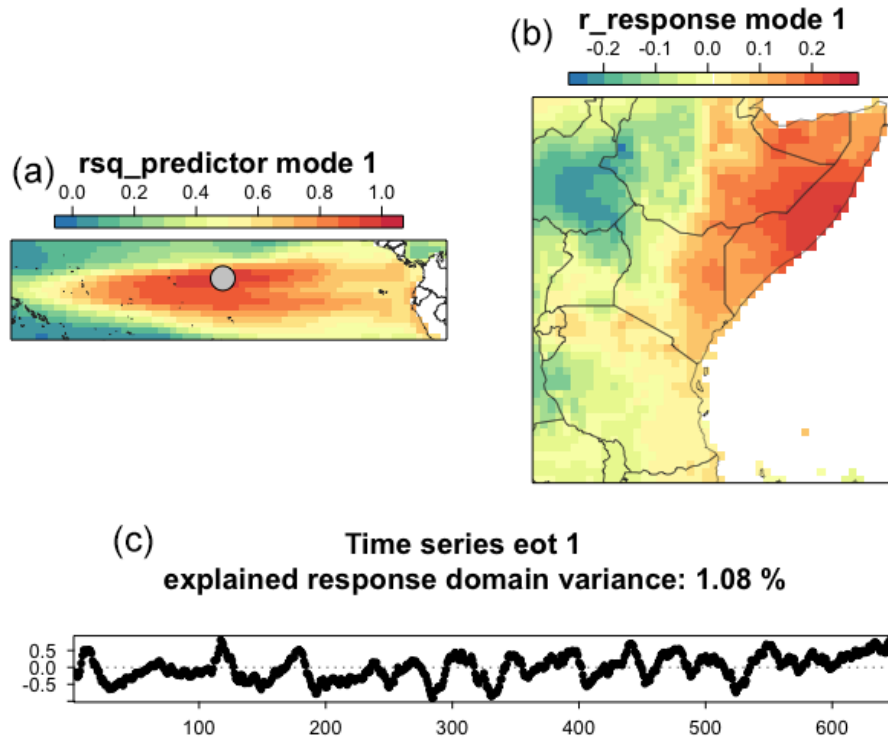 (a)
rsq_predictor mode 1
0.0 0.2 0.4 0.6 0.8 1.0
(b)
r_response mode 1
-0.2 -0.1 0.0 0.1 0.2
(c)
Time series eot 1
explained response domain variance: 1.08 %
0.5
0.0
-0.5
100 200 300 400 500 600